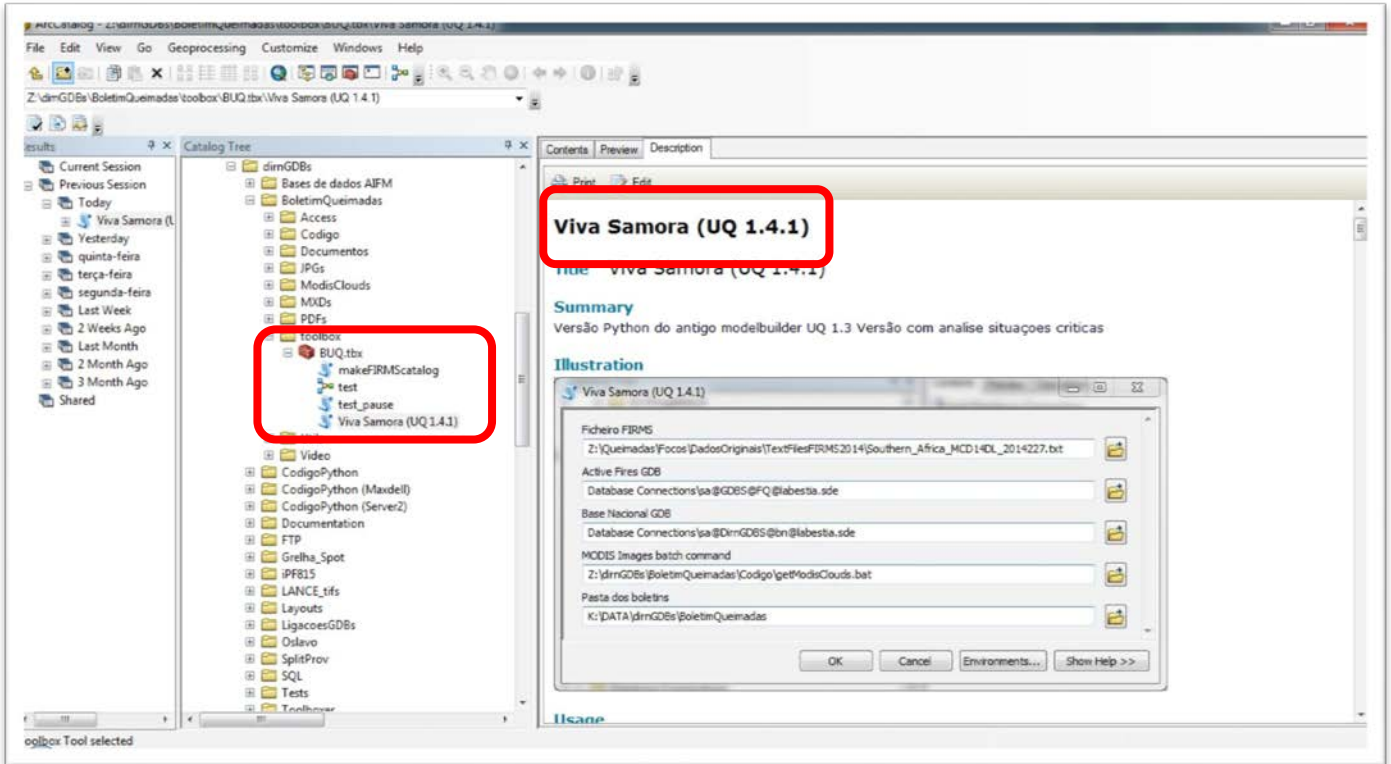 ArcCatalog - Z:\dirnGDBs\BoletimQueimadas\toolbox\BUQ.tbx\Viva Samora (UQ 1.4.1)
File Edit View Go Geoprocessing Customize Windows Help
Z:\dirnGDBs\BoletimQueimadas\toolbox\BUQ.tbx\Viva Samora (UQ 1.4.1)
esults
Current Session
Previous Session
Today
Viva Samora (U
Yesterday
quinta-feira
terça-feira
segunda-feira
Last Week
2 Weeks Ago
Last Month
2 Month Ago
3 Month Ago
Shared
Catalog Tree
dirnGDBs
Bases de dados AIFM
BoletimQueimadas
Access
Codigo
Documentos
JPGs
ModisClouds
MXDs
PDFs
toolbox
BUQ.tbx
makeFIRMScatalog
test
test_pause
Viva Samora (UQ 1.4.1)
Video
CodigoPython
CodigoPython (Maxdell)
CodigoPython (Server2)
Documentation
FTP
Grelha_Spot
iPF815
LANCE_tifs
Layouts
LigacoesGDBs
Oslavo
SplitProv
SQL
Tests
Toolboxes
Contents Preview Description
Print Edit
Viva Samora (UQ 1.4.1)
Title Viva Samora (UQ 1.4.1)
Summary
Versão Python do antigo modelbuilder UQ 1.3 Versão com analise situaçoes criticas
Illustration
Viva Samora (UQ 1.4.1)
Ficheiro FIRMS
Z:\Queimadas\Focos\DadosOriginais\TextFilesFIRMS2014\Southern_Africa_MCD14DL_2014227.txt
Active Fires GDB
Database Connections\sa@GDBS@FQ@labestia.sde
Base Nacional GDB
Database Connections\sa@DirnGDBS@bn@labestia.sde
MODIS Images batch command
Z:\dirnGDBs\BoletimQueimadas\Codigo\getModisClouds.bat
Pasta dos boletins
K:\DATA\dirnGDBs\BoletimQueimadas
OK Cancel Environments... Show Help >>
Usage
oolbox Tool selected